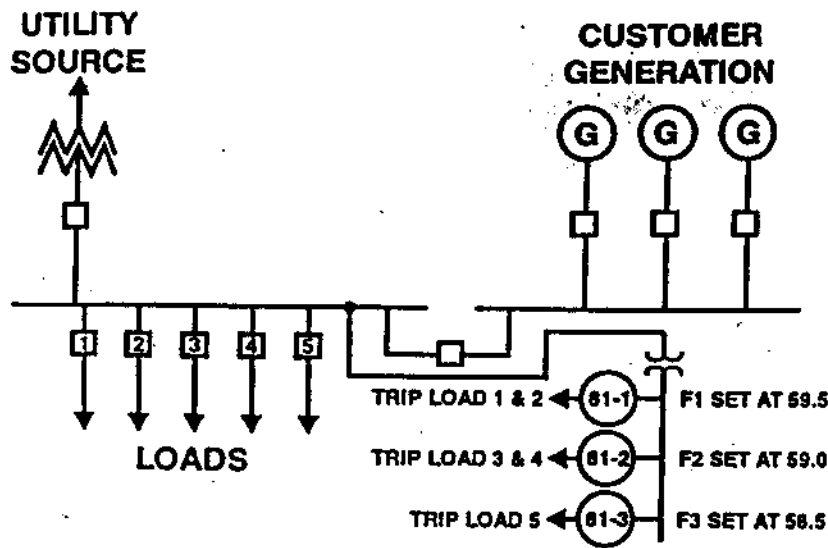 UTILITY
SOURCE
CUSTOMER
GENERATION
G G G
1 2 3 4 5
LOADS
TRIP LOAD 1 & 2 81-1 F1 SET AT 59.5
TRIP LOAD 3 & 4 81-2 F2 SET AT 59.0
TRIP LOAD 5 81-3 F3 SET AT 58.5